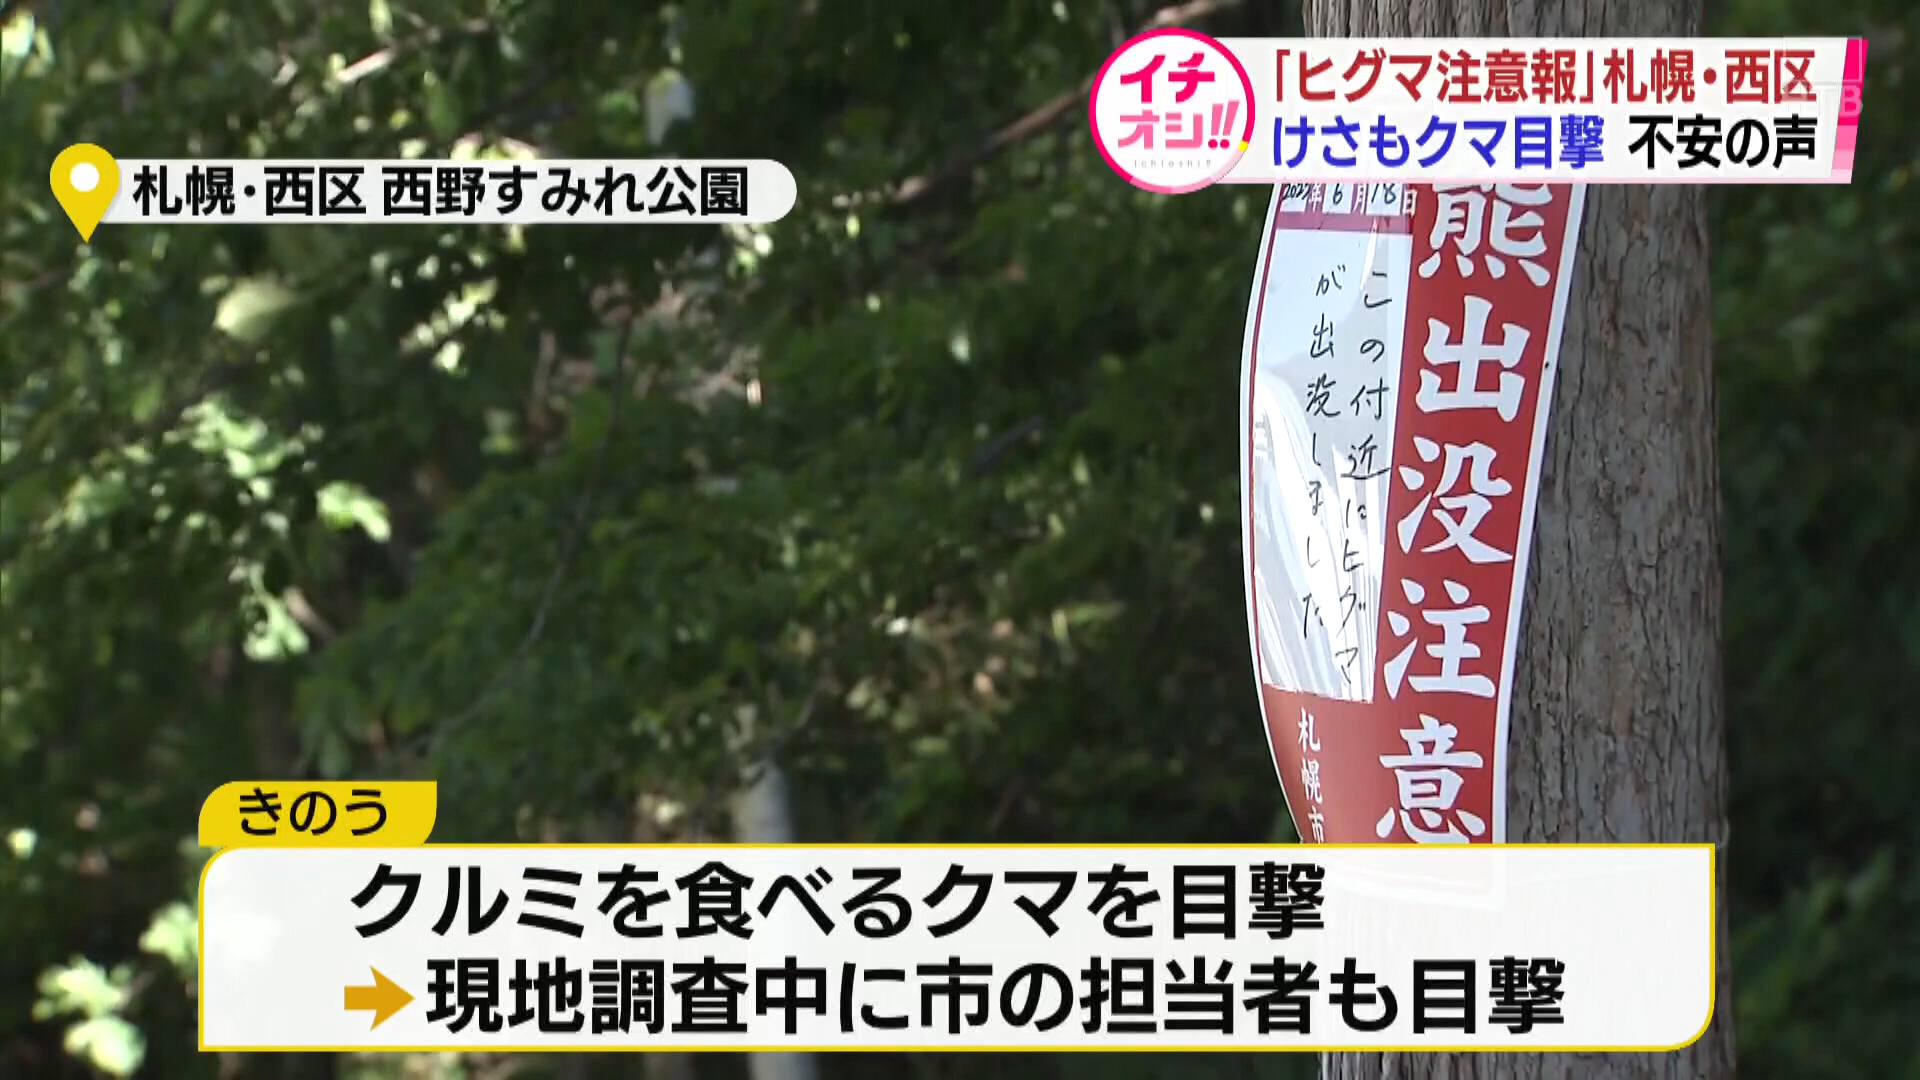 イチオシ!!
ichioshi!!
「ヒグマ注意報」札幌・西区
けさもクマ目撃 不安の声
札幌・西区 西野すみれ公園
6月18日
熊出没注意
この付近にヒグマ
が出没しました
札幌市
きのう
クルミを食べるクマを目撃
➡現地調査中に市の担当者も目撃